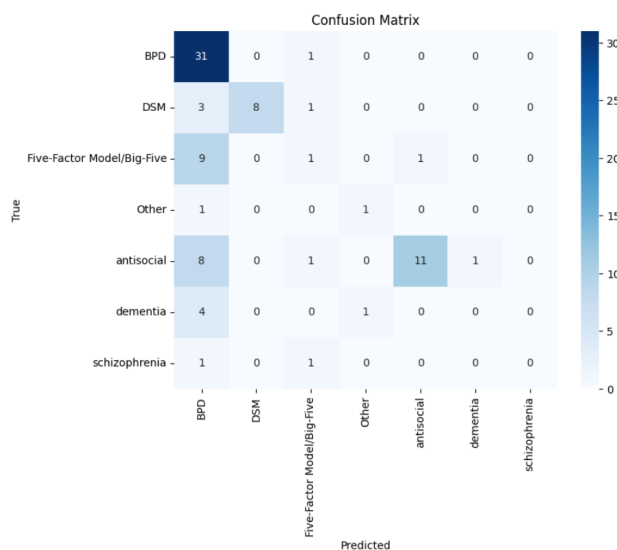 Confusion Matrix
BPD 31 0 1 0 0 0 0
DSM 3 8 1 0 0 0 0
Five-Factor Model/Big-Five 9 0 1 0 1 0 0
Other 1 0 0 1 0 0 0
antisocial 8 0 1 0 11 1 0
dementia 4 0 0 1 0 0 0
schizophrenia 1 0 1 0 0 0 0
True
BPD
DSM
Five-Factor Model/Big-Five
Other
antisocial
dementia
schizophrenia
Predicted
30
25
20
15
10
5
0